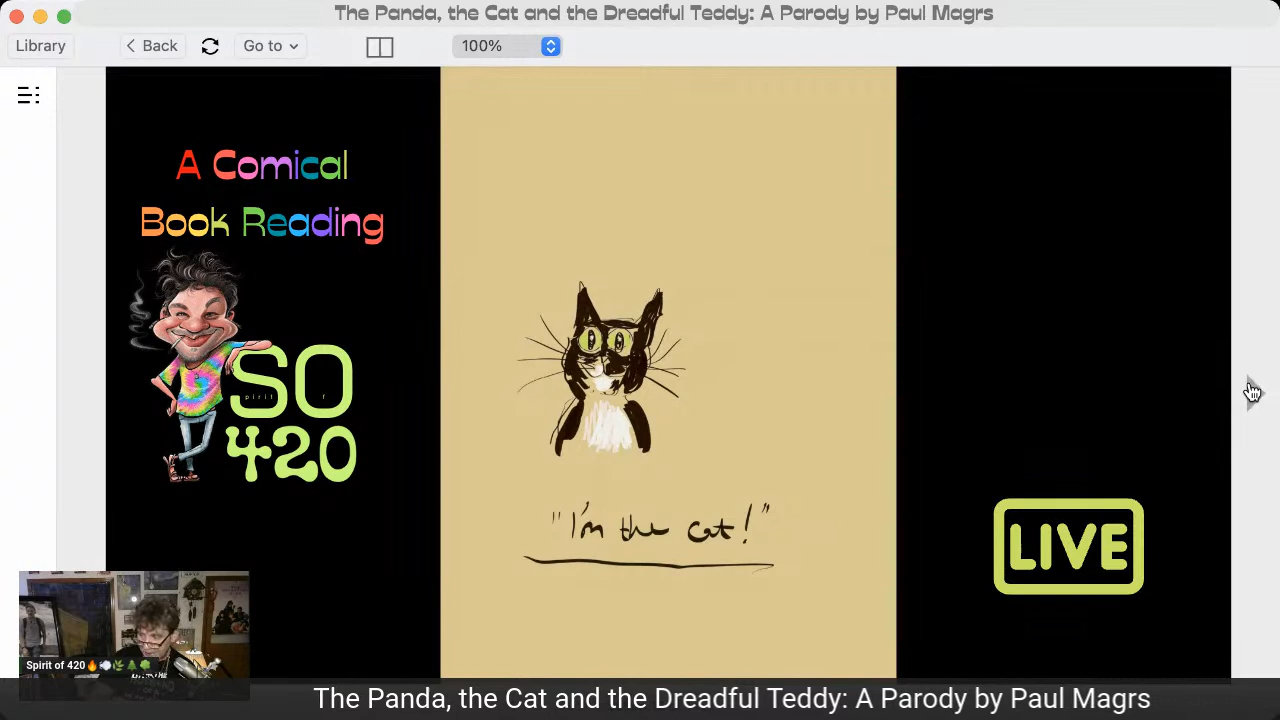 The Panda, the Cat and the Dreadful Teddy: A Parody by Paul Magrs
Library
Back
Go to
100%
A Comical
Book Reading
SO
pirit f
420
"I'm the cat!"
LIVE
Spirit of 420🔥💨🌿🌲🌳
The Panda, the Cat and the Dreadful Teddy: A Parody by Paul Magrs